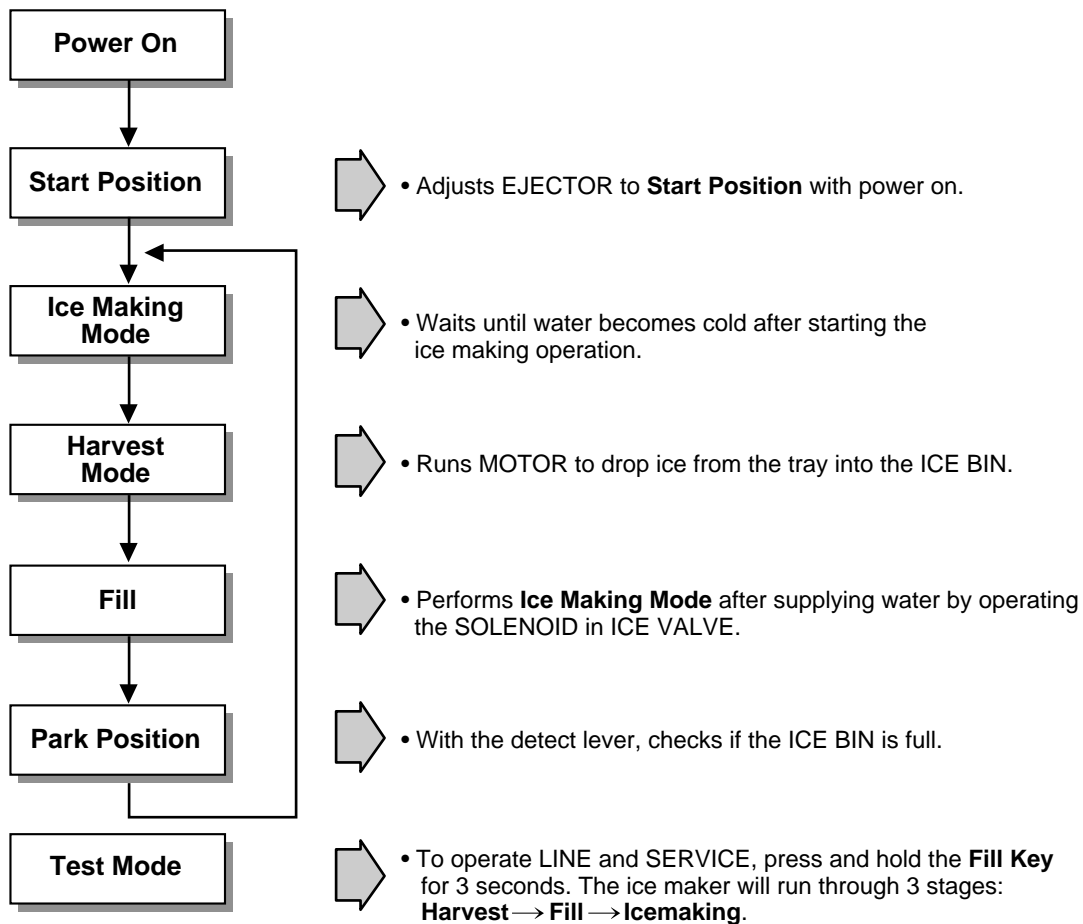 Power On
Start Position
• Adjusts EJECTOR to Start Position with power on.
Ice Making
Mode
• Waits until water becomes cold after starting the
ice making operation.
Harvest
Mode
• Runs MOTOR to drop ice from the tray into the ICE BIN.
Fill
• Performs Ice Making Mode after supplying water by operating
the SOLENOID in ICE VALVE.
Park Position
• With the detect lever, checks if the ICE BIN is full.
Test Mode
• To operate LINE and SERVICE, press and hold the Fill Key
for 3 seconds. The ice maker will run through 3 stages:
Harvest → Fill → Icemaking.